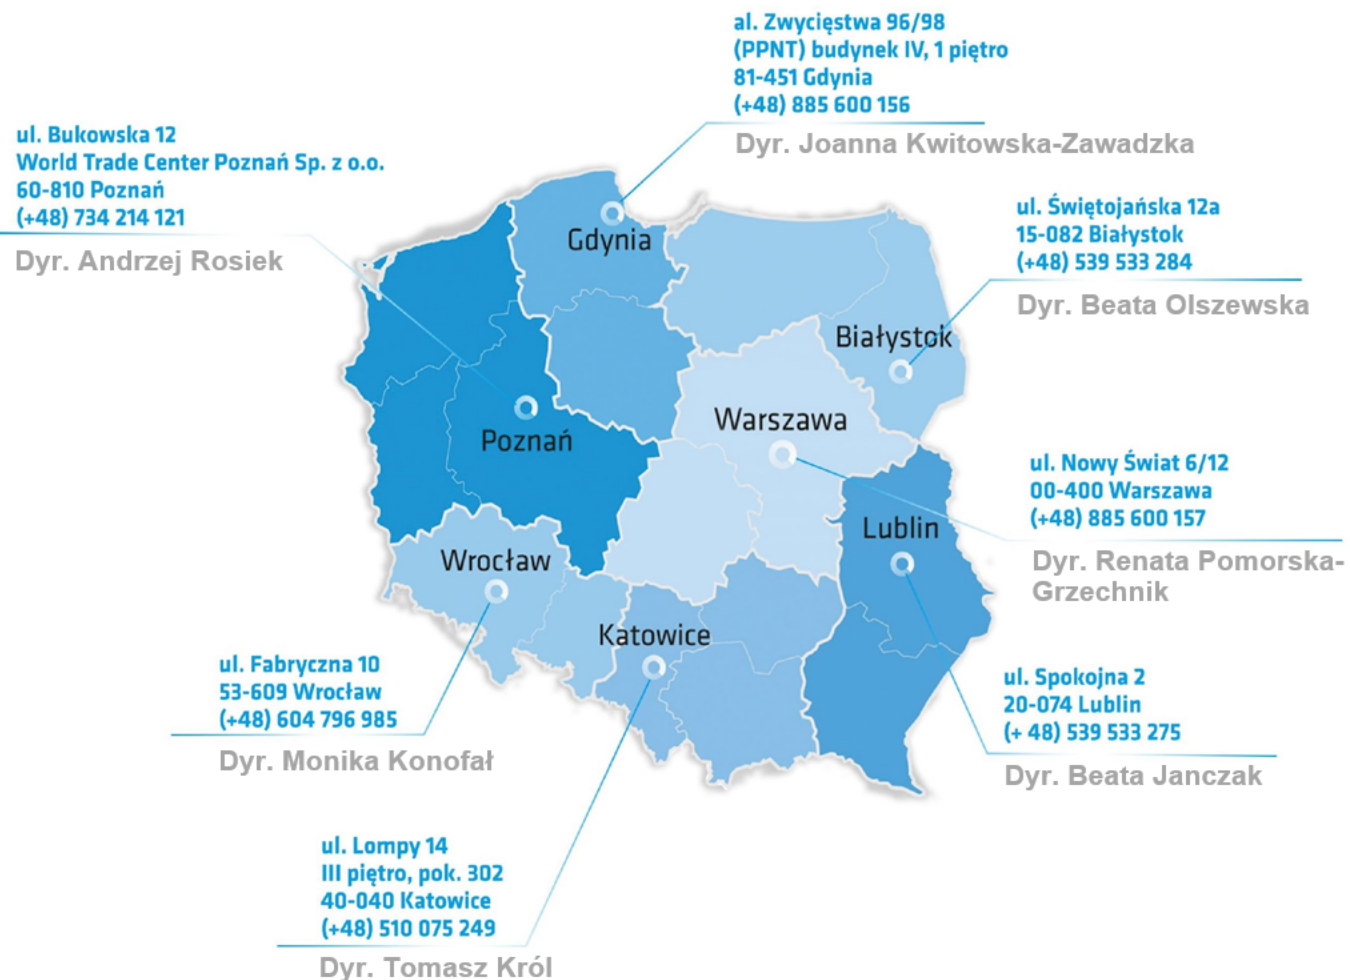 al. Zwycięstwa 96/98
(PPNT) budynek IV, 1 piętro
81-451 Gdynia
(+48) 885 600 156
Dyr. Joanna Kwitowska-Zawadzka
ul. Bukowska 12
World Trade Center Poznań Sp. z o.o.
60-810 Poznań
(+48) 734 214 121
Dyr. Andrzej Rosiek
ul. Świętojańska 12a
15-082 Białystok
(+48) 539 533 284
Dyr. Beata Olszewska
Gdynia
Białystok
Warszawa
Poznań
ul. Nowy Świat 6/12
00-400 Warszawa
(+48) 885 600 157
Dyr. Renata Pomorska-
Grzechnik
Lublin
Wrocław
Katowice
ul. Fabryczna 10
53-609 Wrocław
(+48) 604 796 985
Dyr. Monika Konofał
ul. Spokojna 2
20-074 Lublin
(+ 48) 539 533 275
Dyr. Beata Janczak
ul. Lompy 14
III piętro, pok. 302
40-040 Katowice
(+48) 510 075 249
Dyr. Tomasz Król